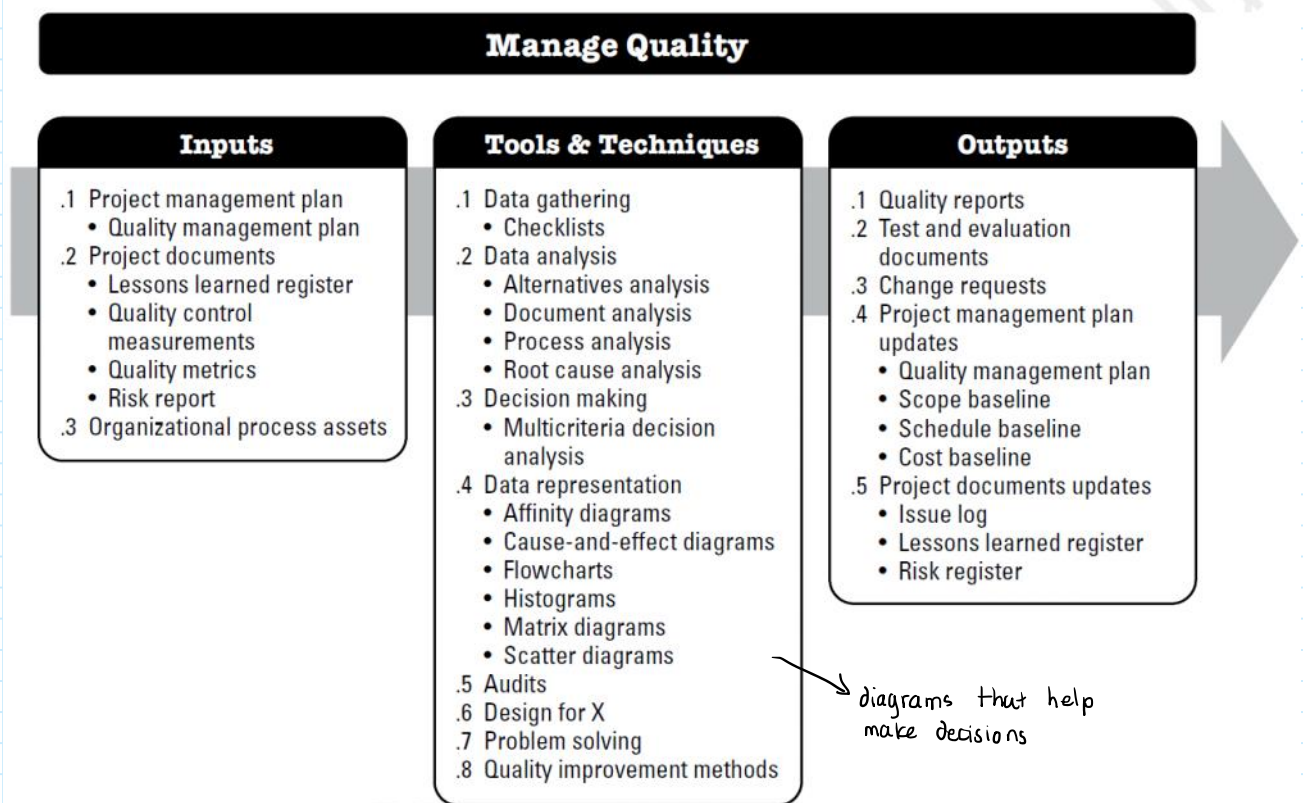 Manage Quality
Inputs
.1 Project management plan
• Quality management plan
.2 Project documents
• Lessons learned register
• Quality control
measurements
• Quality metrics
• Risk report
.3 Organizational process assets
Tools & Techniques
.1 Data gathering
• Checklists
.2 Data analysis
• Alternatives analysis
• Document analysis
• Process analysis
• Root cause analysis
.3 Decision making
• Multicriteria decision
analysis
.4 Data representation
• Affinity diagrams
• Cause-and-effect diagrams
• Flowcharts
• Histograms
• Matrix diagrams
• Scatter diagrams
.5 Audits
.6 Design for X
.7 Problem solving
.8 Quality improvement methods
Outputs
.1 Quality reports
.2 Test and evaluation
documents
.3 Change requests
.4 Project management plan
updates
• Quality management plan
• Scope baseline
• Schedule baseline
• Cost baseline
.5 Project documents updates
• Issue log
• Lessons learned register
• Risk register
diagrams that help
make decisions